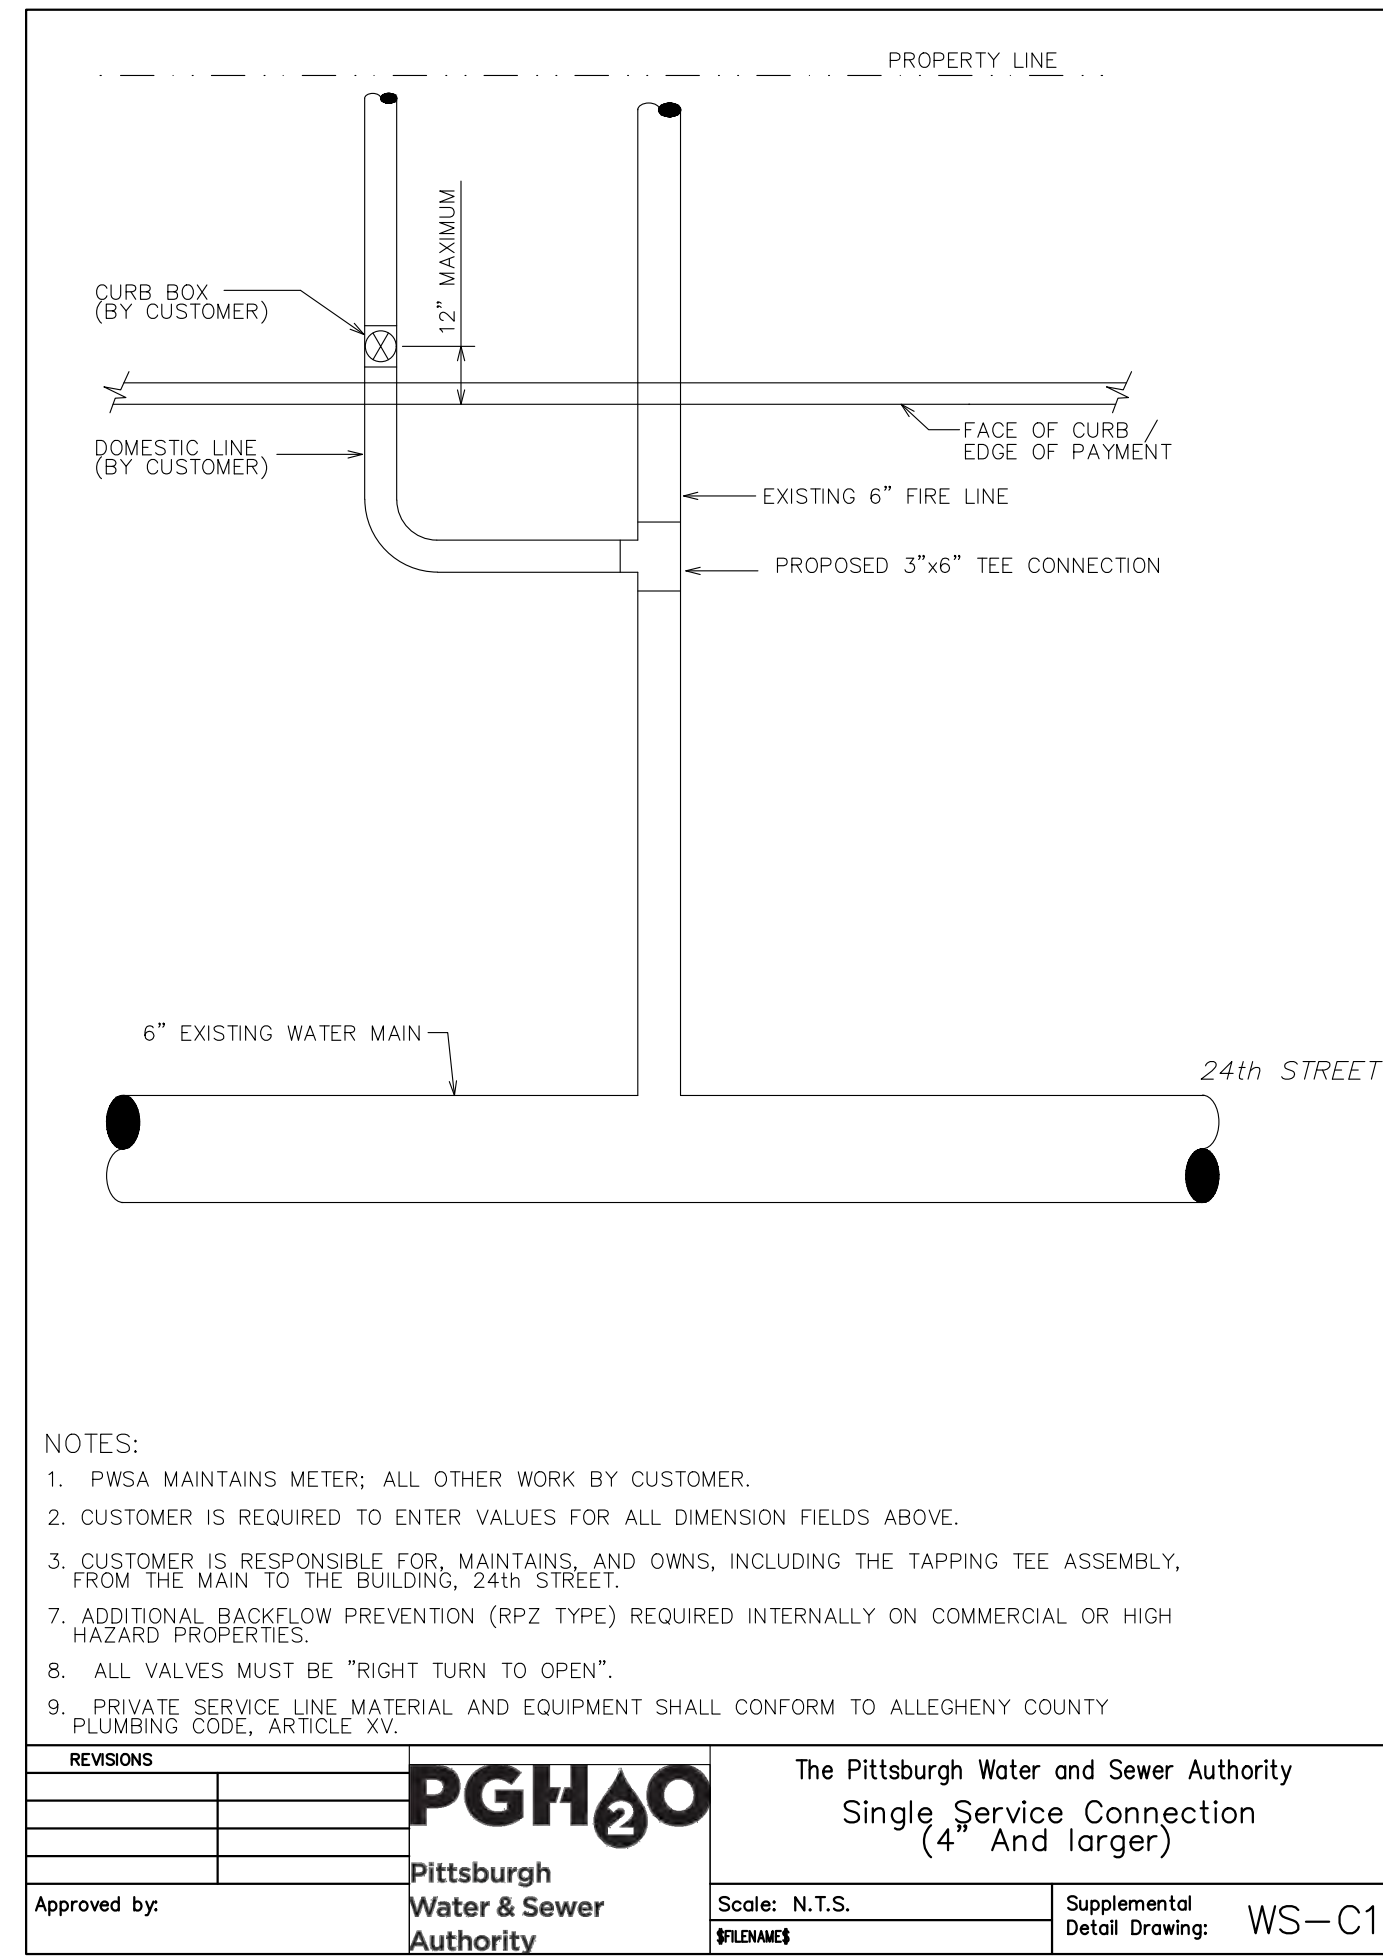 PROPERTY LINE
12” MAXIMUM
CURB BOX
(BY CUSTOMER)
FACE OF CURB /
EDGE OF PAYMENT
DOMESTIC LINE
(BY CUSTOMER)
EXISTING 6” FIRE LINE
PROPOSED 3”x6” TEE CONNECTION
6” EXISTING WATER MAIN
24th STREET
NOTES:
1. PWSA MAINTAINS METER; ALL OTHER WORK BY CUSTOMER.
2. CUSTOMER IS REQUIRED TO ENTER VALUES FOR ALL DIMENSION FIELDS ABOVE.
3. CUSTOMER IS RESPONSIBLE FOR, MAINTAINS, AND OWNS, INCLUDING THE TAPPING TEE ASSEMBLY,
FROM THE MAIN TO THE BUILDING, 24th STREET.
7. ADDITIONAL BACKFLOW PREVENTION (RPZ TYPE) REQUIRED INTERNALLY ON COMMERCIAL OR HIGH
HAZARD PROPERTIES.
8. ALL VALVES MUST BE ”RIGHT TURN TO OPEN”.
9. PRIVATE SERVICE LINE MATERIAL AND EQUIPMENT SHALL CONFORM TO ALLEGHENY COUNTY
PLUMBING CODE, ARTICLE XV.
REVISIONS
Approved by:
PGH2O
Pittsburgh
Water & Sewer
Authority
The Pittsburgh Water and Sewer Authority
Single Service Connection
(4” And larger)
Scale: N.T.S.
$FILENAME$
Supplemental
Detail Drawing:
WS-C1